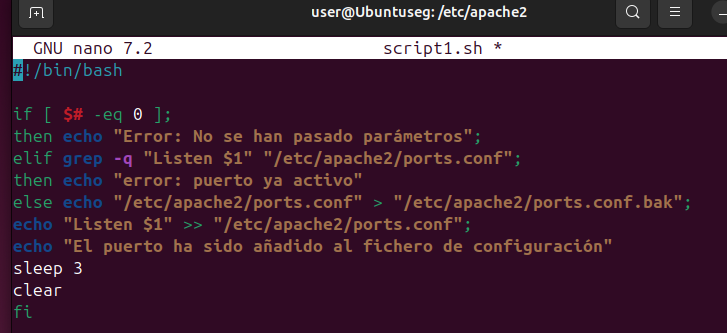 user@Ubuntuseg: /etc/apache2
GNU nano 7.2 script1.sh *
#!/bin/bash
if [ $# -eq 0 ];
then echo "Error: No se han pasado parámetros";
elif grep -q "Listen $1" "/etc/apache2/ports.conf";
then echo "error: puerto ya activo"
else echo "/etc/apache2/ports.conf" > "/etc/apache2/ports.conf.bak";
echo "Listen $1" >> "/etc/apache2/ports.conf";
echo "El puerto ha sido añadido al fichero de configuración"
sleep 3
clear
fi